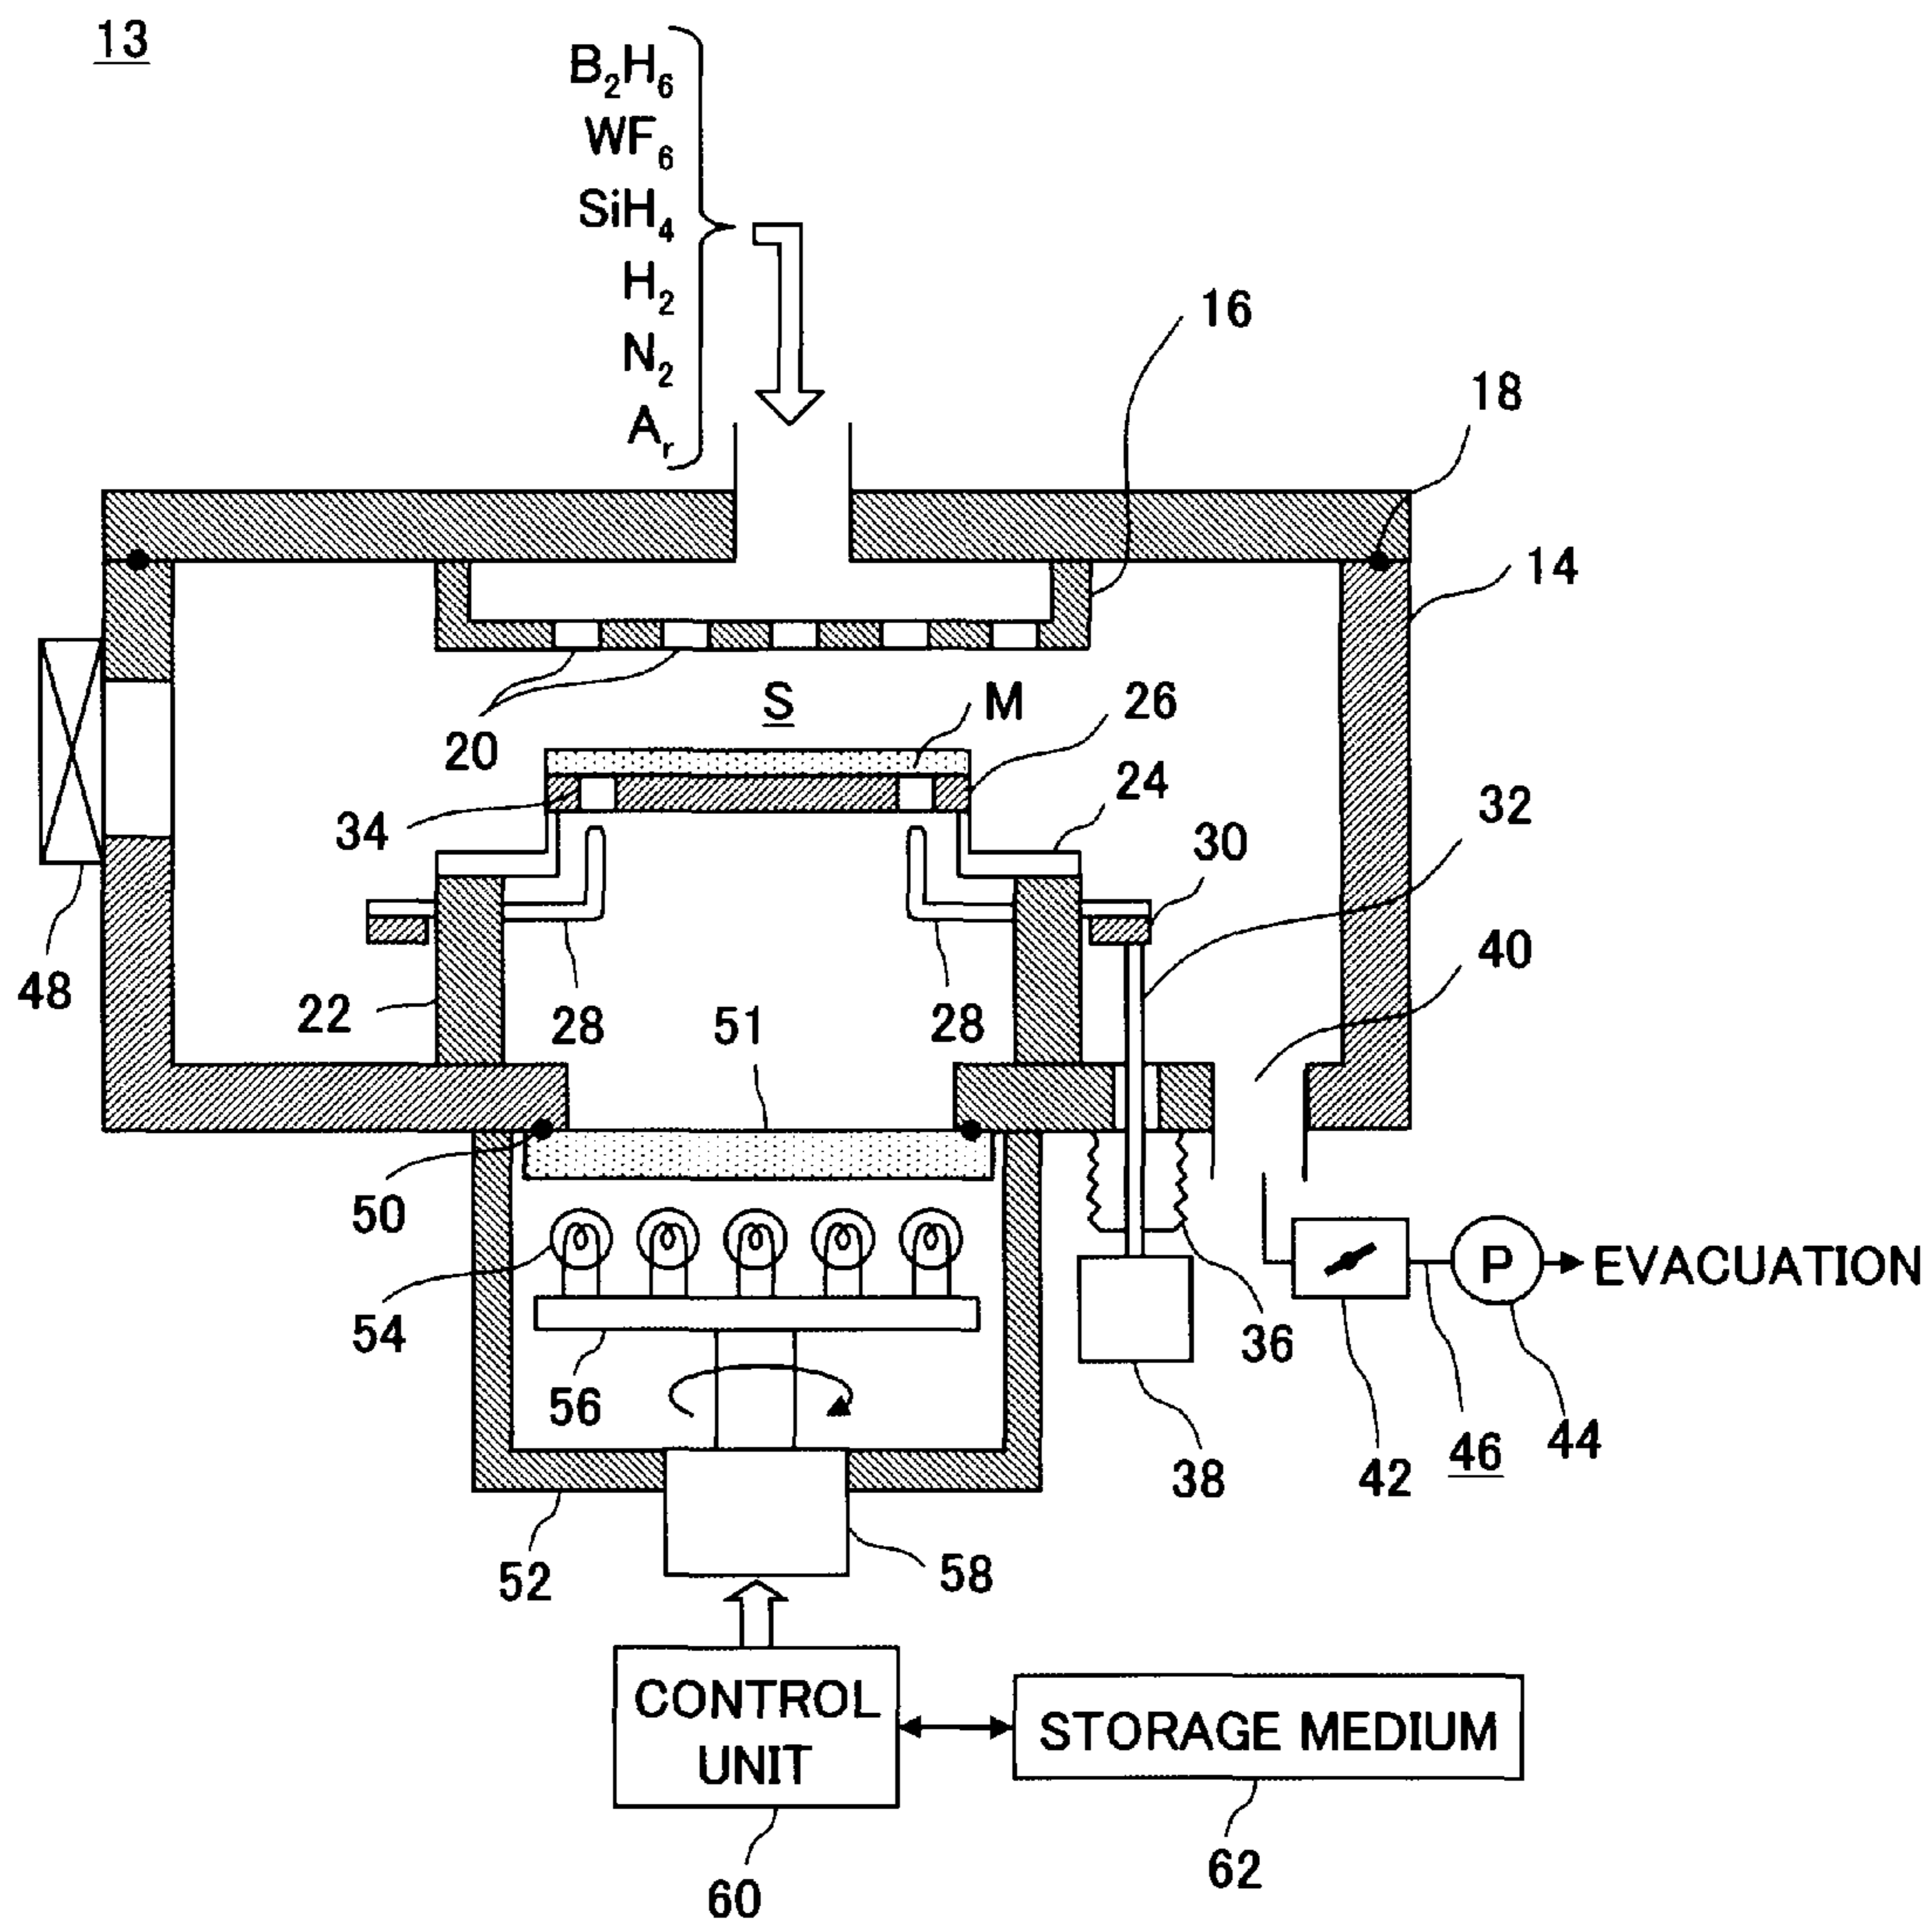 13
B2H6
WF6
SiH4
H2
N2
Ar
16
18
14
S
M
26
20
24
34
32
30
40
48
22
28
28
51
50
54
36
EVACUATION
P
56
38
42
46
44
52
58
CONTROL
UNIT
STORAGE MEDIUM
60
62